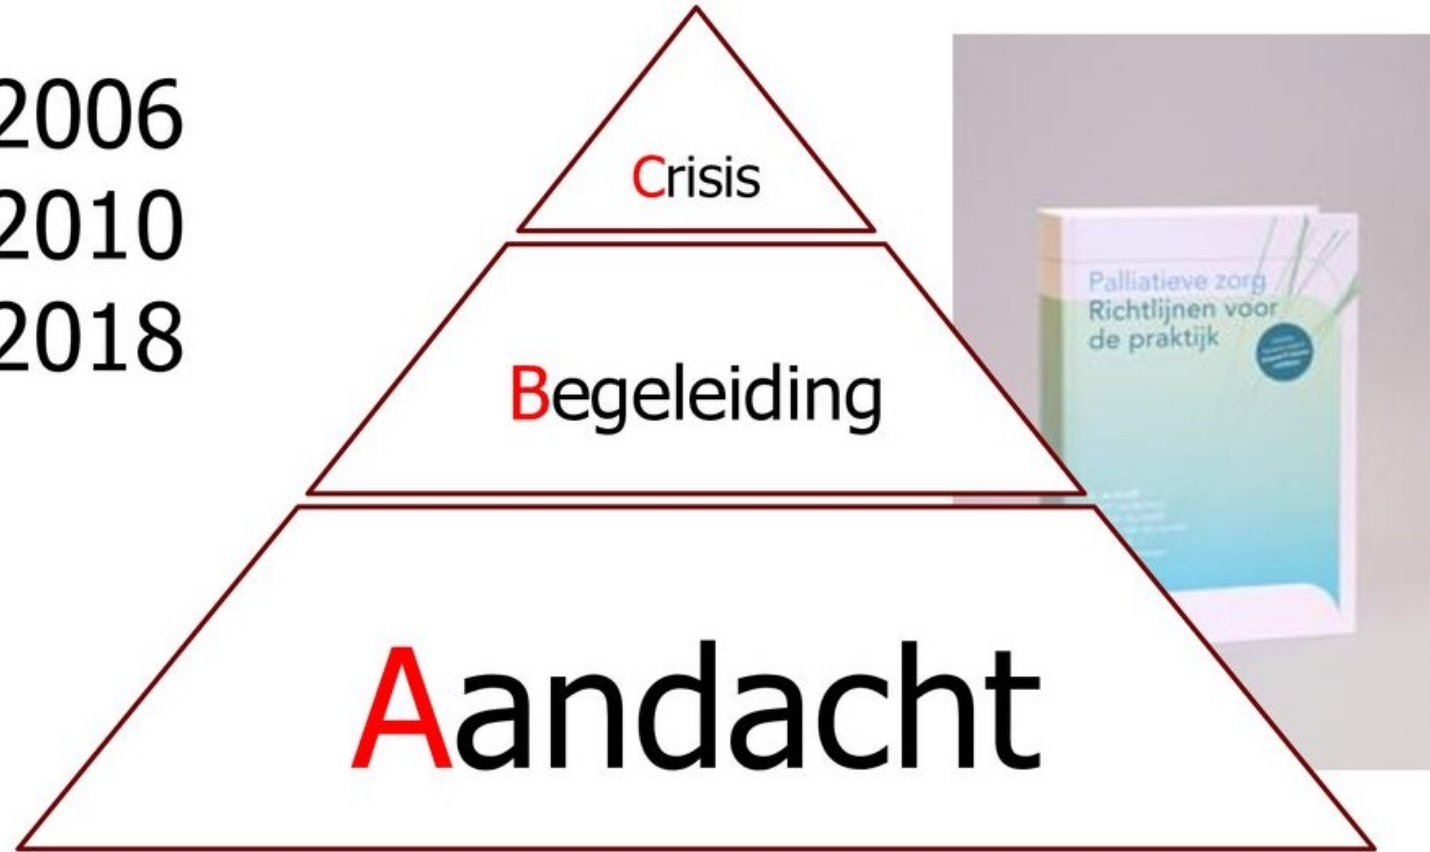 2006
2010
2018
Crisis
Begeleiding
Aandacht
Palliatieve zorg
Richtlijnen voor
de praktijk